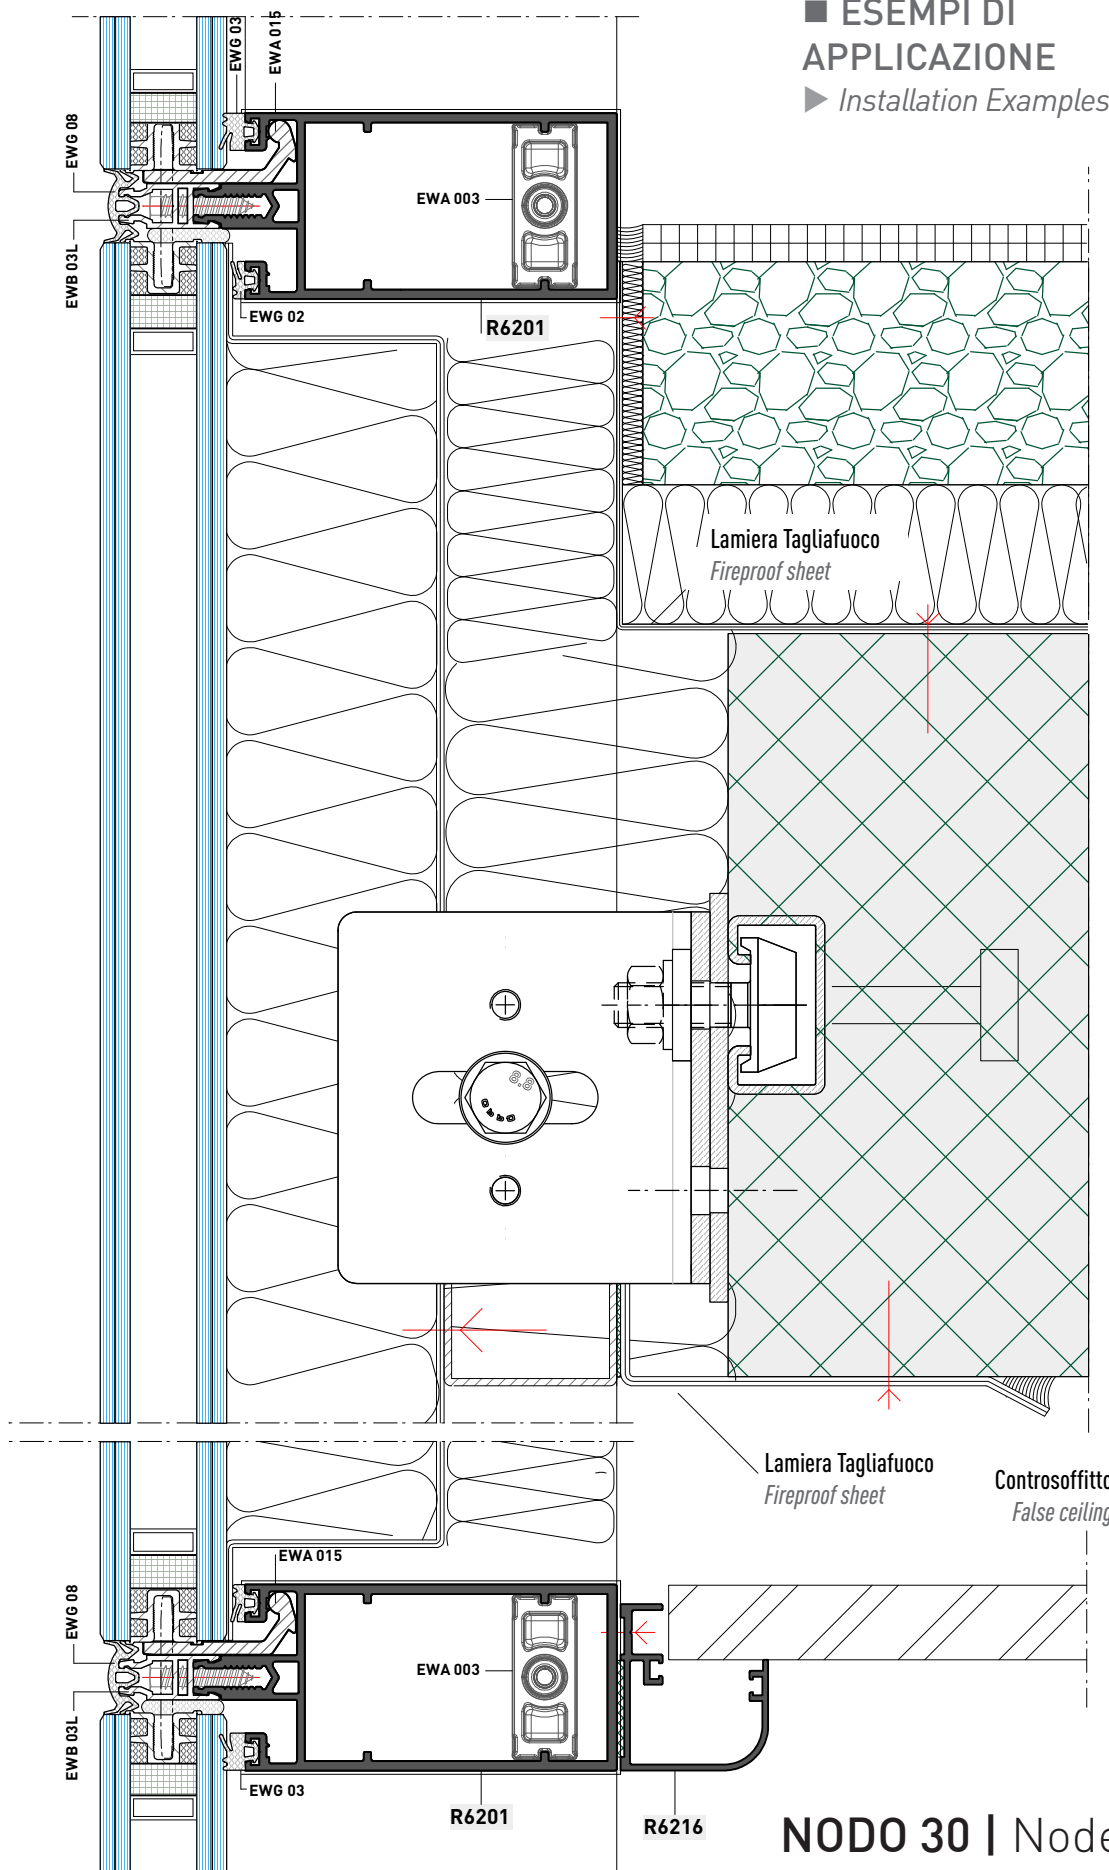 ■ ESEMPI DI
APPLICAZIONE
▶ Installation Examples
EWG 03
EWA 015
EWG 08
EWA 003
EWB 03L
EWG 02
R6201
Lamiera Tagliafuoco
Fireproof sheet
8.8
Lamiera Tagliafuoco
Fireproof sheet
Controsoffitto
False ceiling
EWA 015
EWG 08
EWA 003
EWB 03L
EWG 03
R6201
R6216
NODO 30 | Node